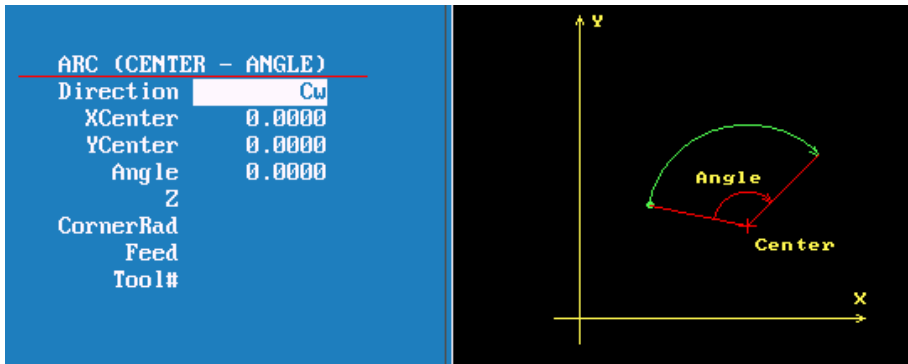 ARC (CENTER - ANGLE)
Direction Cw
XCenter 0.0000
YCenter 0.0000
Angle 0.0000
Z
CornerRad
Feed
Tool#
Y
Angle
Center
X